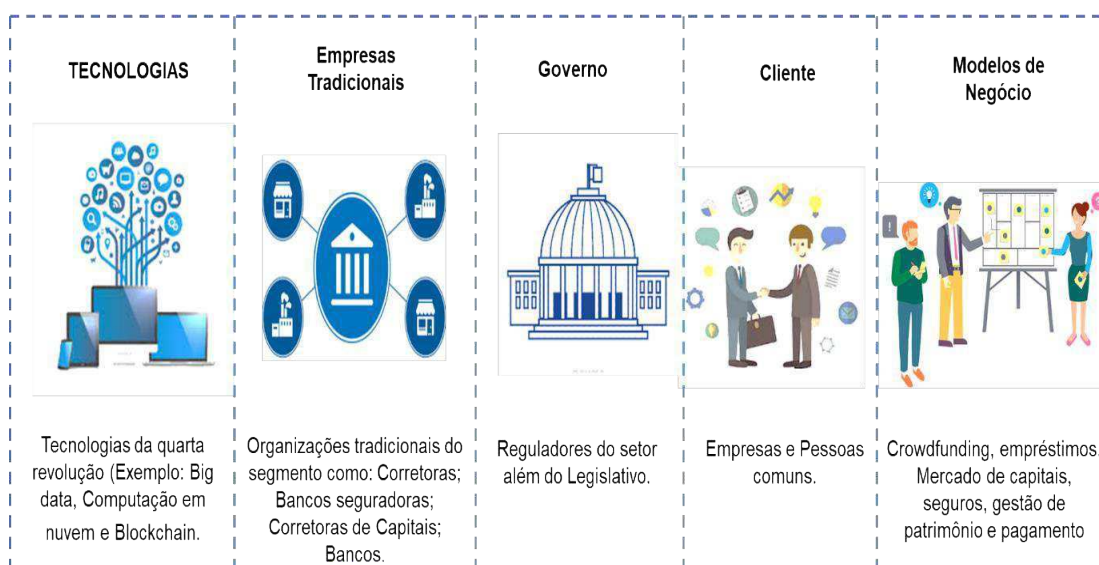 TECNOLOGIAS
Tecnologias da quarta
revolução (Exemplo: Big
data, Computação em
nuvem e Blockchain.
Empresas
Tradicionais
Organizações tradicionais do
segmento como: Corretoras;
Bancos seguradoras;
Corretoras de Capitais;
Bancos.
Governo
Reguladores do setor
além do Legislativo.
Cliente
Empresas e Pessoas
comuns.
Modelos de
Negócio
Crowdfunding, empréstimos.
Mercado de capitais,
seguros, gestão de
patrimônio e pagamento